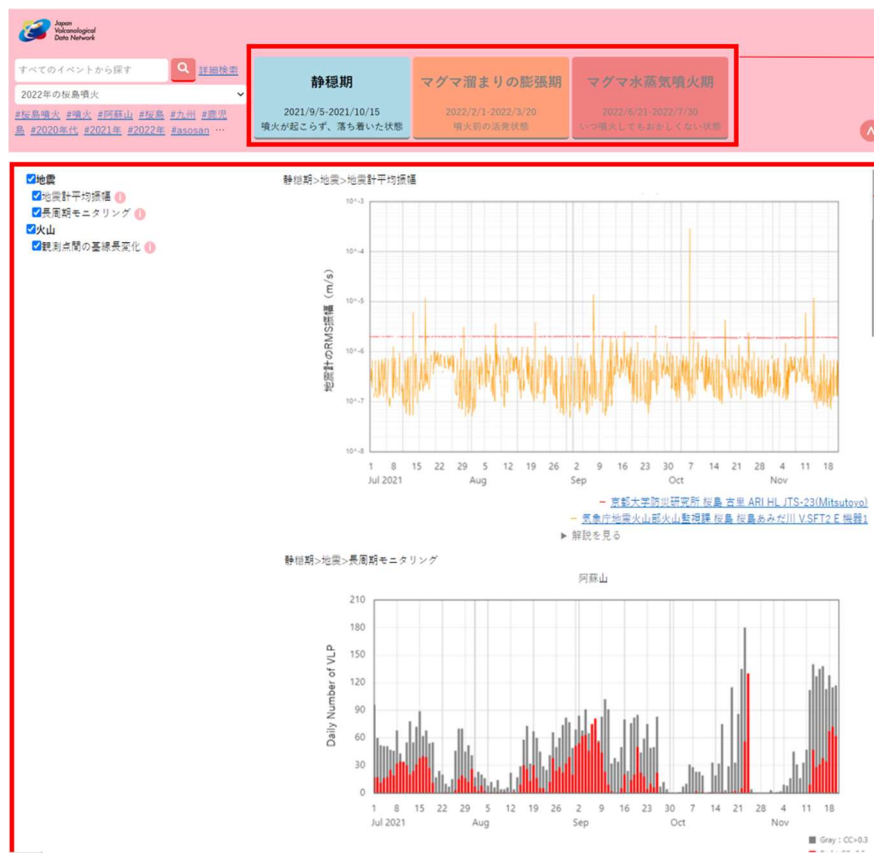 Japan
Volcanological
Data Network
すべてのイベントから探す
詳細検索
2022年の桜島噴火
#桜島噴火 #噴火 #阿蘇山 #桜島 #九州 #鹿児
島 #2020年代 #2021年 #2022年 #asosan …
静穏期
2021/9/5-2021/10/15
噴火が起こらず、落ち着いた状態
マグマ溜まりの膨張期
2022/2/1-2022/3/20
噴火前の活発状態
マグマ水蒸気噴火期
2022/6/21-2022/7/30
いつ噴火してもおかしくない状態
地震
地震計平均振幅
長周期モニタリング
火山
観測点間の基線長変化
静穏期>地震>地震計平均振幅
地震計のRMS振幅 (m/s)
10^-3
10^-4
10^-5
10^-6
10^-7
10^-8
1 8 15 22 29 5 12 19 26 2 9 16 23 30 7 14 21 28 4 11 18
Jul 2021 Aug Sep Oct Nov
京都大学防災研究所 桜島 古里 ARI HL JTS-23(Mitsutoyo)
気象庁地震火山部火山監視課 桜島 桜島あみだ川 V.SFT2 E 機器1
▶ 解説を見る
静穏期>地震>長周期モニタリング
阿蘇山
Daily Number of VLP
210
180
150
120
90
60
30
0
1 8 15 22 29 5 12 19 26 2 9 16 23 30 7 14 21 28 4 11 18
Jul 2021 Aug Sep Oct Nov
Gray : CC>0.3